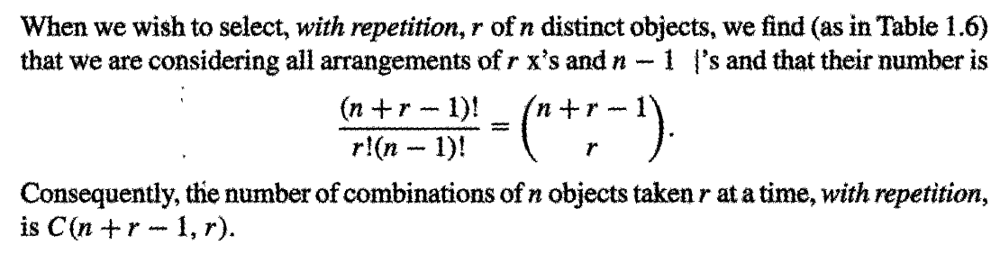 When we wish to select, with repetition, r of n distinct objects, we find (as in Table 1.6)
that we are considering all arrangements of r x's and n − 1 |'s and that their number is
(n + r − 1)! / r!(n − 1)! = (n + r − 1 r).
Consequently, the number of combinations of n objects taken r at a time, with repetition,
is C(n + r − 1, r).